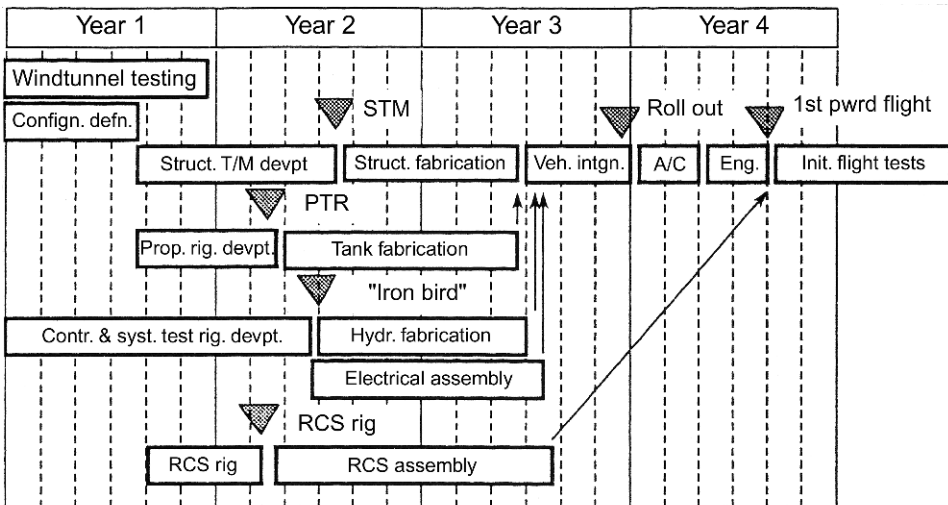 Year 1 Year 2 Year 3 Year 4
Windtunnel testing
STM Roll out 1st pwrd flight
Confign. defn.
Struct. T/M devpt Struct. fabrication Veh. intgn. A/C Eng. Init. flight tests
PTR
Prop. rig. devpt. Tank fabrication
"Iron bird"
Contr. & syst. test rig. devpt. Hydr. fabrication
Electrical assembly
RCS rig
RCS rig RCS assembly